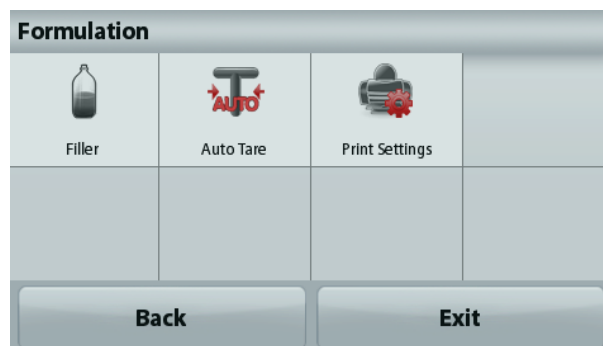 Formulation
AUTO
Filler
Auto Tare
Print Settings
Back
Exit